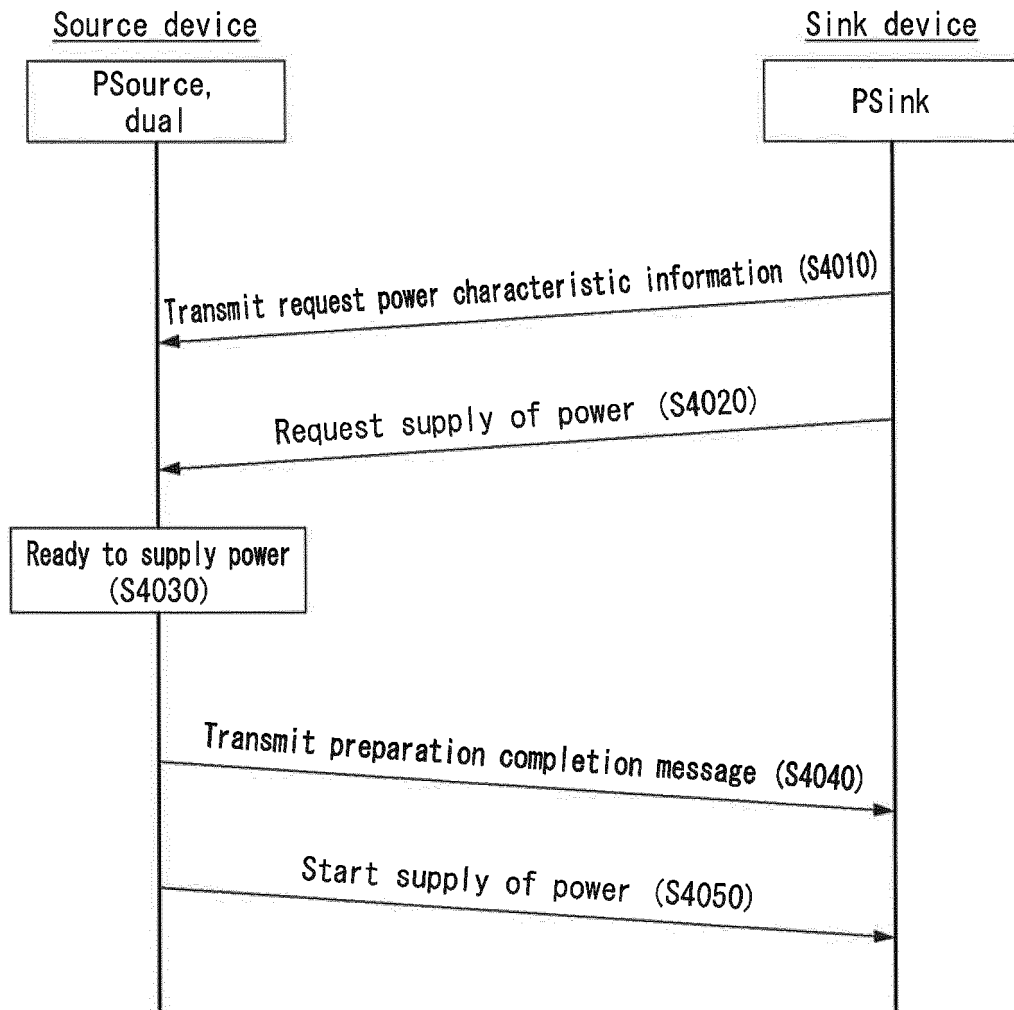 Source device
Sink device
PSource,
dual
PSink
Transmit request power characteristic information (S4010)
Request supply of power (S4020)
Ready to supply power
(S4030)
Transmit preparation completion message (S4040)
Start supply of power (S4050)